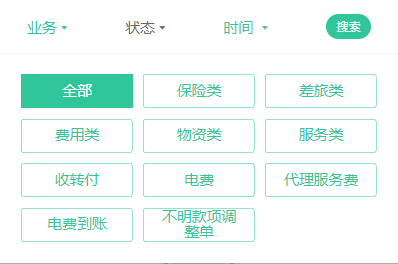 业务
状态
时间
搜索
全部
保险类
差旅类
费用类
物资类
服务类
收转付
电费
代理服务费
电费到账
不明款项调
整单